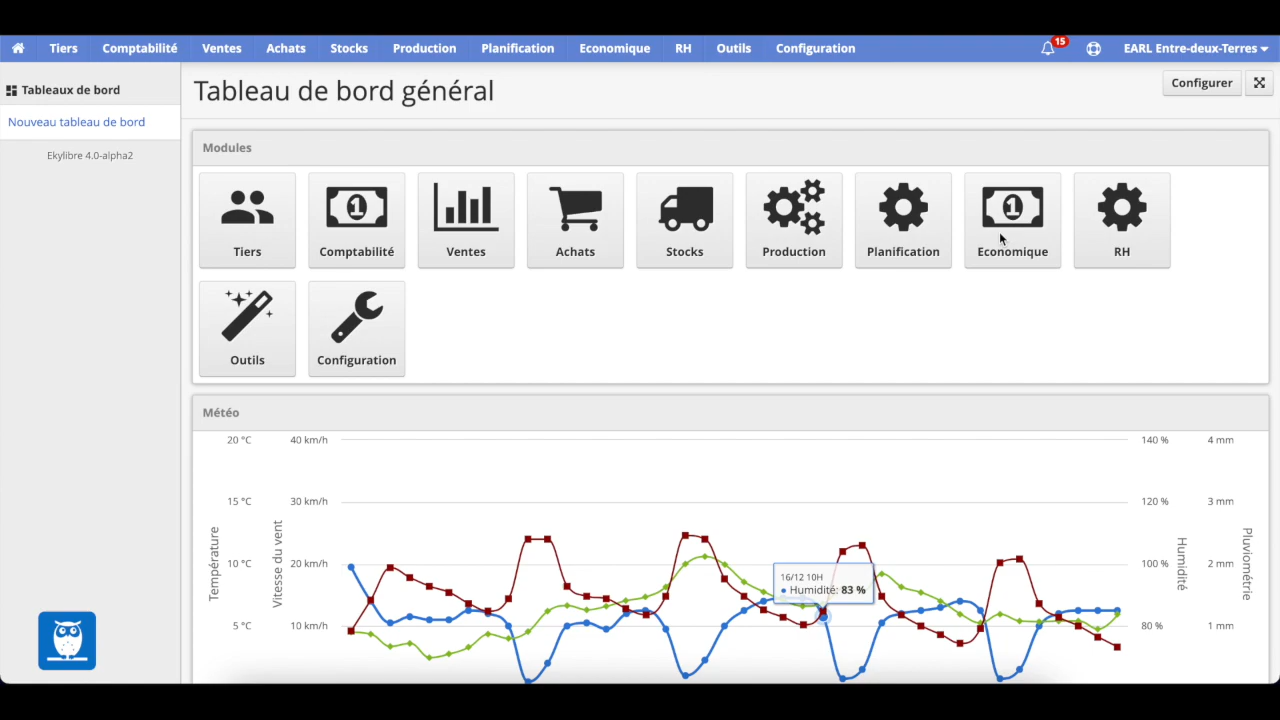 Tiers Comptabilité Ventes Achats Stocks Production Planification Economique RH Outils Configuration 15 EARL Entre-deux-Terres
Tableaux de bord
Nouveau tableau de bord
Ekylibre 4.0-alpha2
Tableau de bord général
Configurer
Modules
Tiers Comptabilité Ventes Achats Stocks Production Planification Economique RH
Outils Configuration
Météo
20 °C 40 km/h 140 % 4 mm
15 °C 30 km/h 120 % 3 mm
10 °C 20 km/h 100 % 2 mm
5 °C 10 km/h 80 % 1 mm
Température
Vitesse du vent
Humidité
Pluviométrie
16/12 10H
Humidité: 83 %